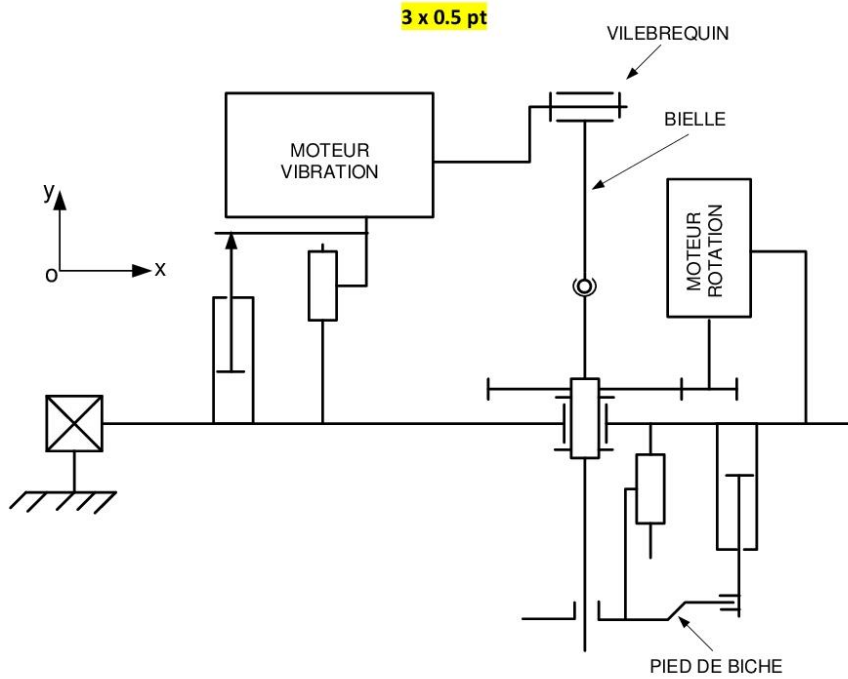 3 x 0.5 pt
VILEBREQUIN
BIELLE
MOTEUR
VIBRATION
MOTEUR
ROTATION
y
o
x
PIED DE BICHE